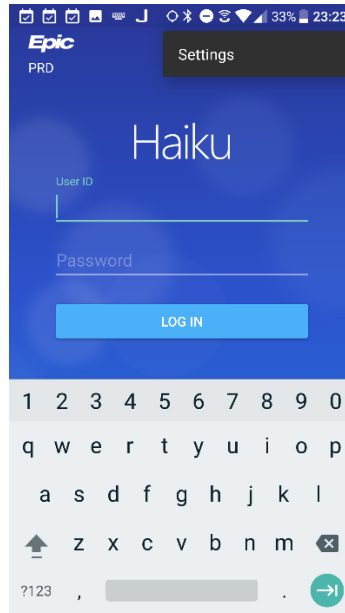 J 33% 23:23
Epic
Settings
PRD
Haiku
User ID
Password
LOG IN
1 2 3 4 5 6 7 8 9 0
q w e r t y u i o p
a s d f g h j k l
z x c v b n m
?123 , .